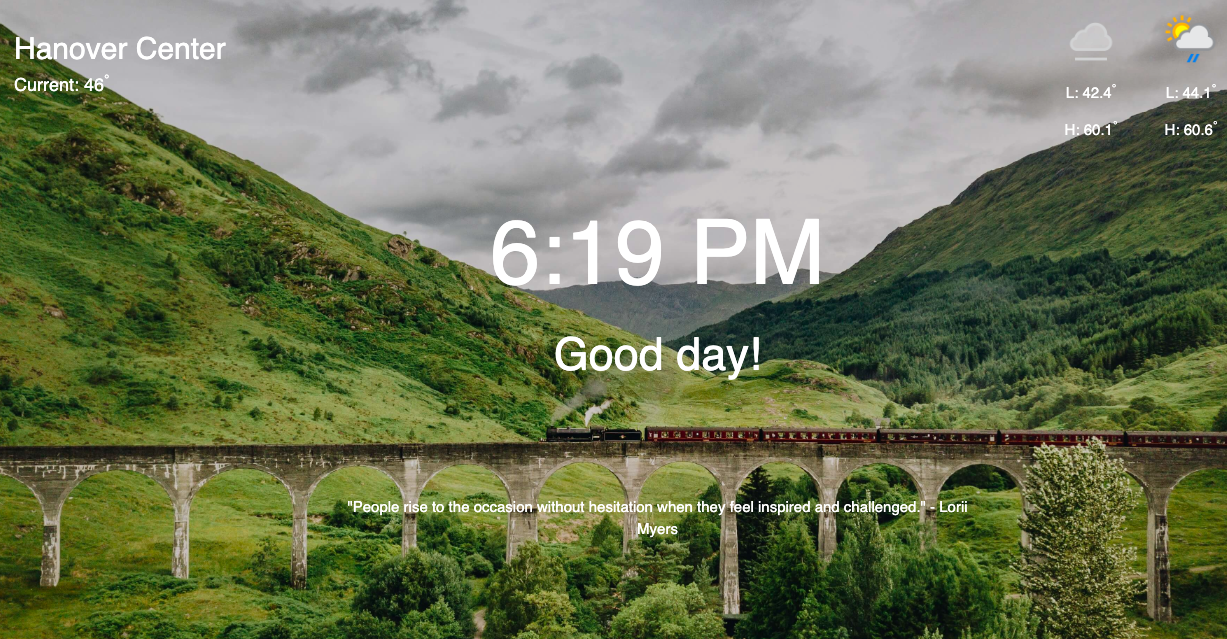 Hanover Center
Current: 46°
L: 42.4°
L: 44.1°
H: 60.1°
H: 60.6°
6:19 PM
Good day!
"People rise to the occasion without hesitation when they feel inspired and challenged." - Lorii
Myers